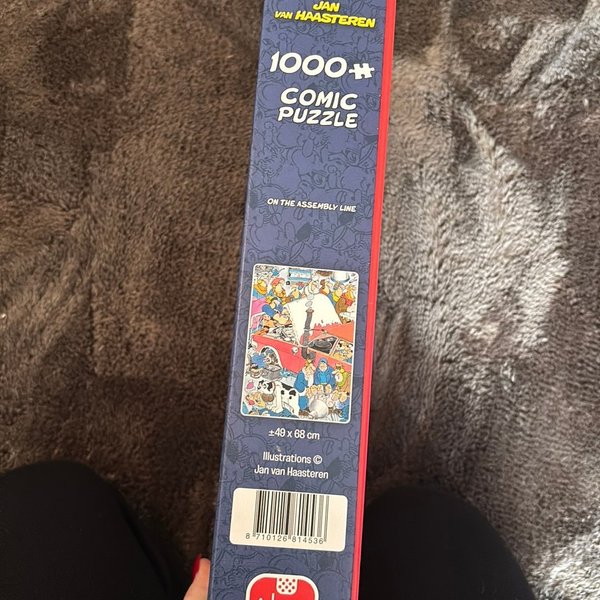 JAN
VAN HAASTEREN
1000
COMIC
PUZZLE
ON THE ASSEMBLY LINE
±49 x 68 cm
Illustrations ©
Jan van Haasteren
8 710126 814536